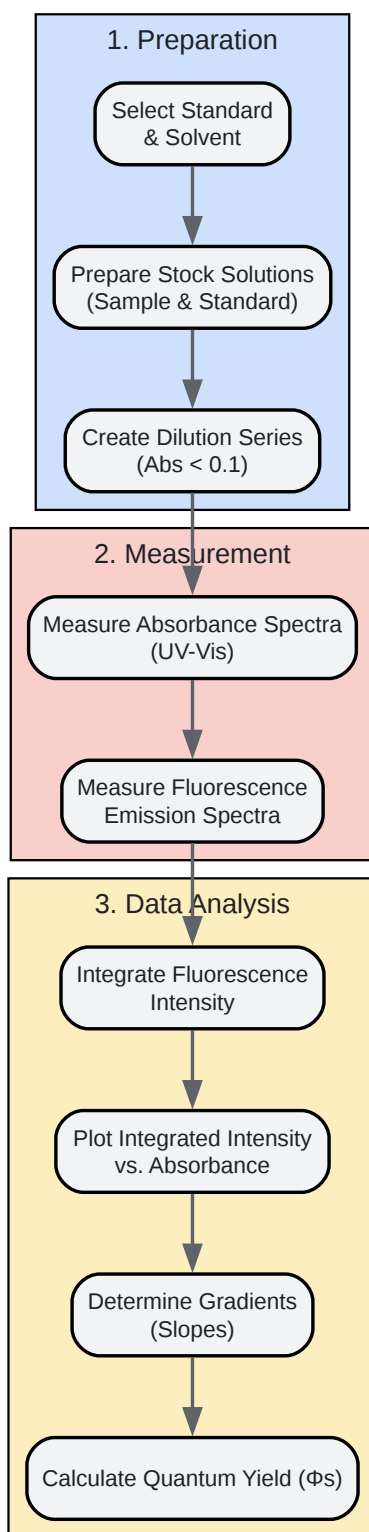 1. Preparation
Select Standard
& Solvent
Prepare Stock Solutions
(Sample & Standard)
Create Dilution Series
(Abs < 0.1)
2. Measurement
Measure Absorbance Spectra
(UV-Vis)
Measure Fluorescence
Emission Spectra
3. Data Analysis
Integrate Fluorescence
Intensity
Plot Integrated Intensity
vs. Absorbance
Determine Gradients
(Slopes)
Calculate Quantum Yield (Φs)